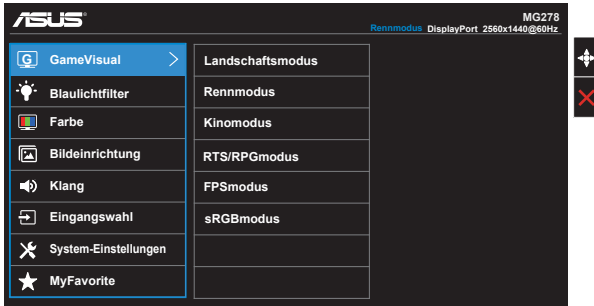 ASUS
MG278
Rennmodus DisplayPort 2560x1440@60Hz
G GameVisual
Blaulichtfilter
Farbe
Bildeinrichtung
Klang
Eingangswahl
System-Einstellungen
MyFavorite
Landschaftsmodus
Rennmodus
Kinomodus
RTS/RPGmodus
FPSmodus
sRGBmodus